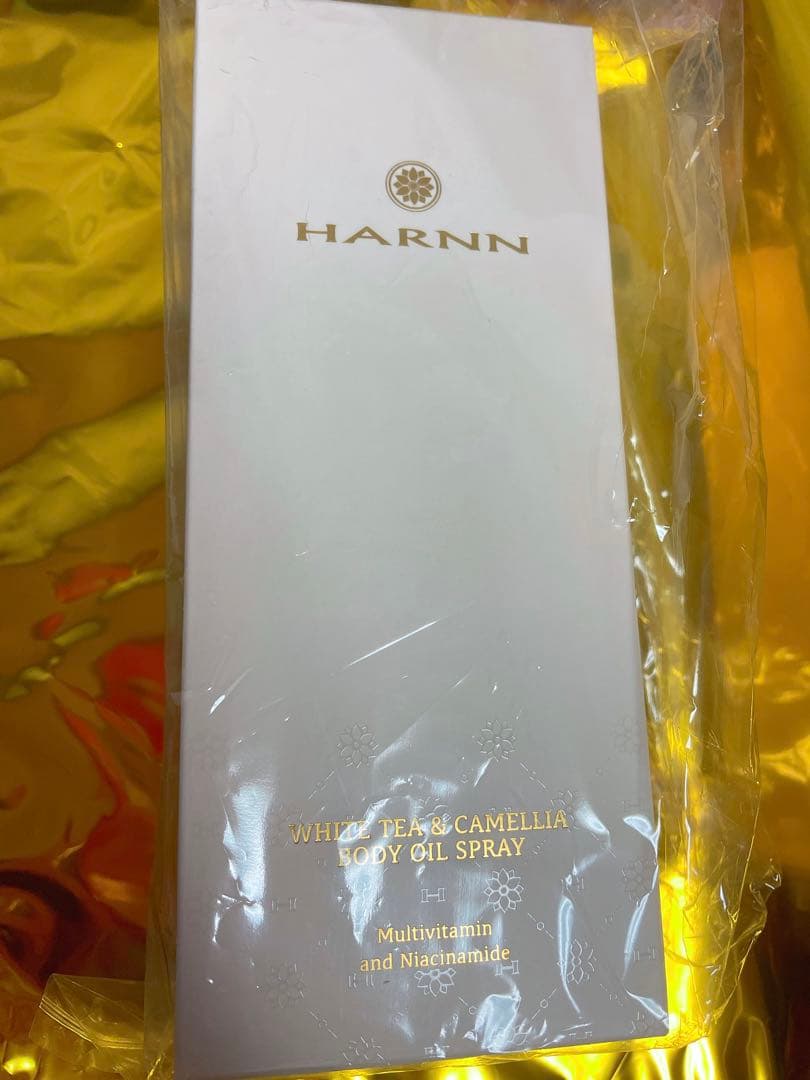 HARNN
WHITE TEA & CAMELLIA
BODY OIL SPRAY
Multivitamin
and Niacinamide